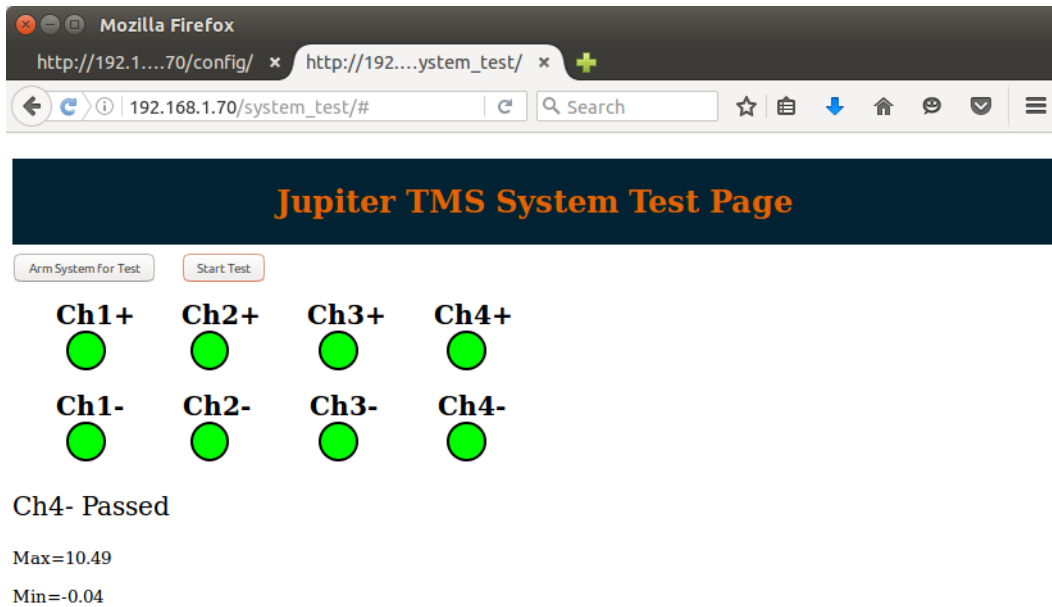 Mozilla Firefox
http://192.1....70/config/ http://192....ystem_test/
192.168.1.70/system_test/# Search
Jupiter TMS System Test Page
Arm System for Test Start Test
Ch1+ Ch2+ Ch3+ Ch4+
Ch1- Ch2- Ch3- Ch4-
Ch4- Passed
Max=10.49
Min=-0.04